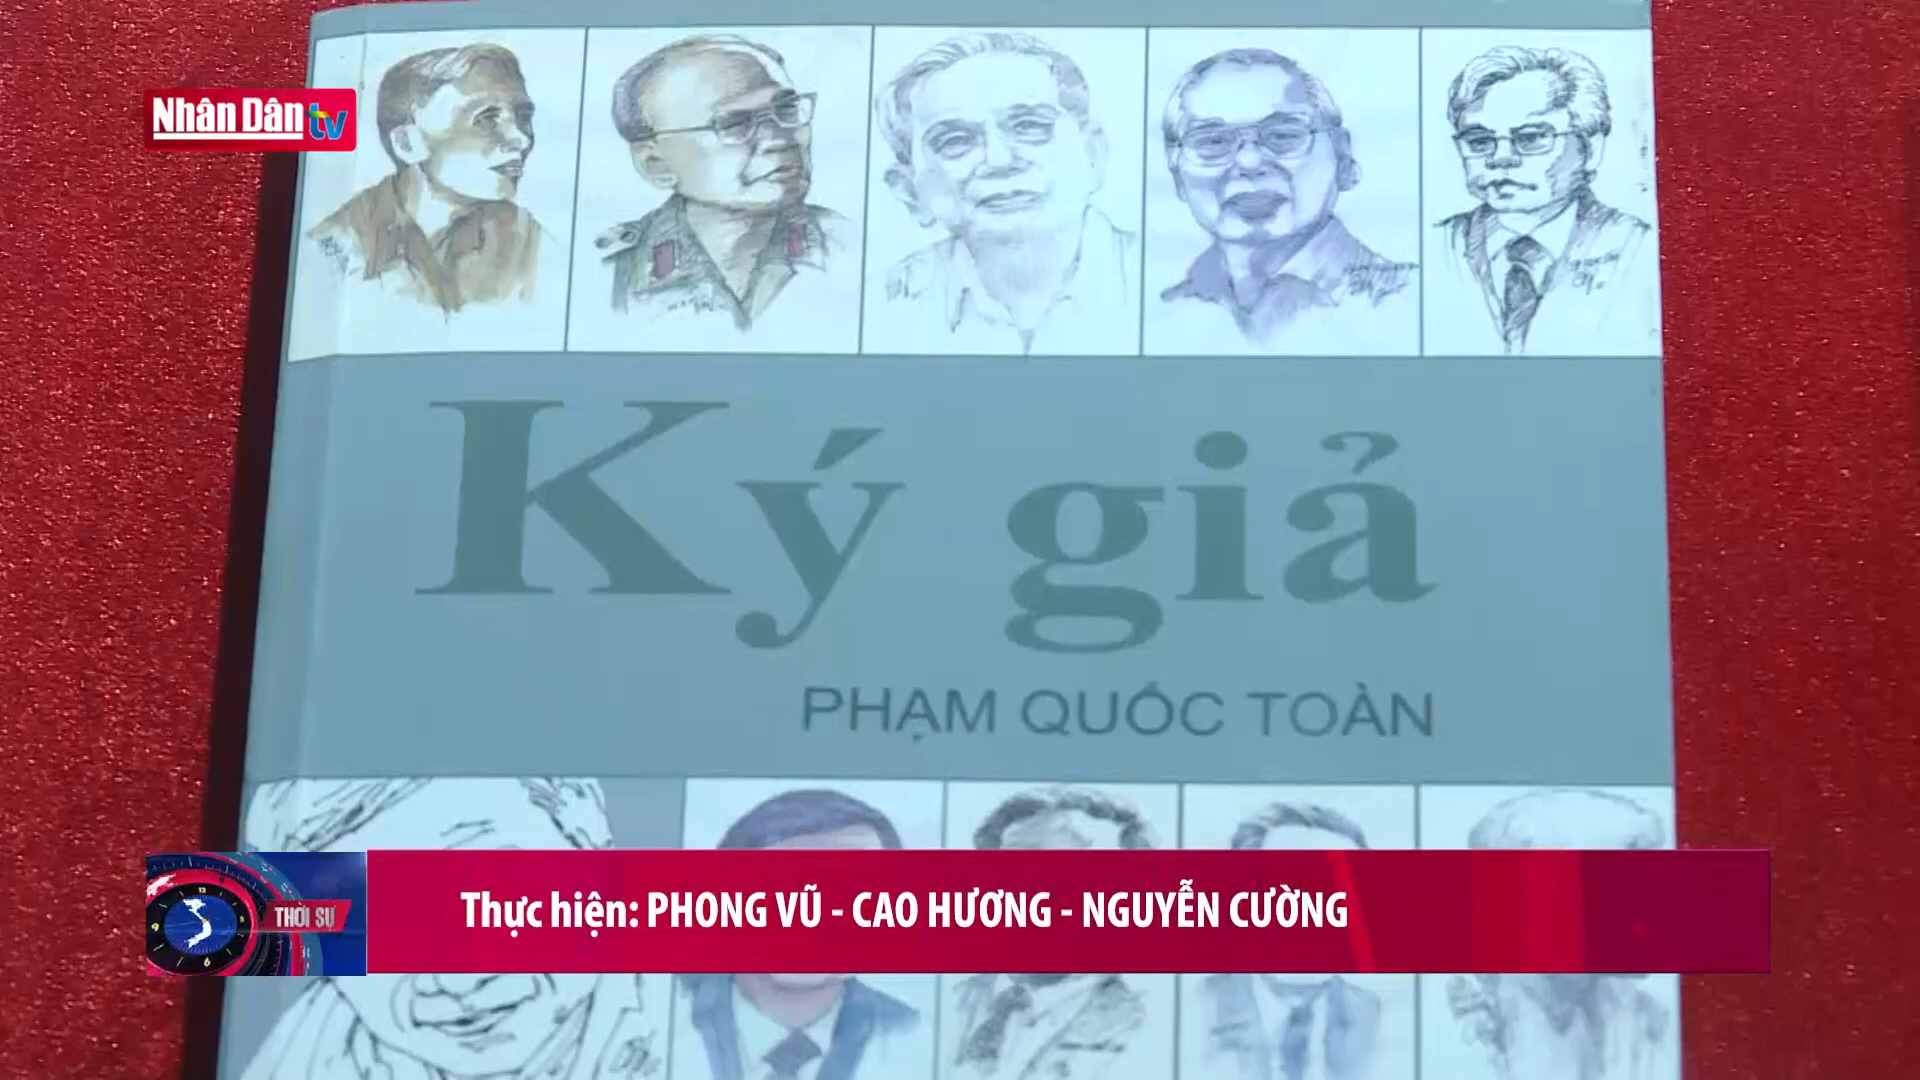 Nhân Dân tv
Ký giả
PHẠM QUỐC TOÀN
THỜI SỰ
Thực hiện: PHONG VŨ - CAO HƯƠNG - NGUYỄN CƯỜNG